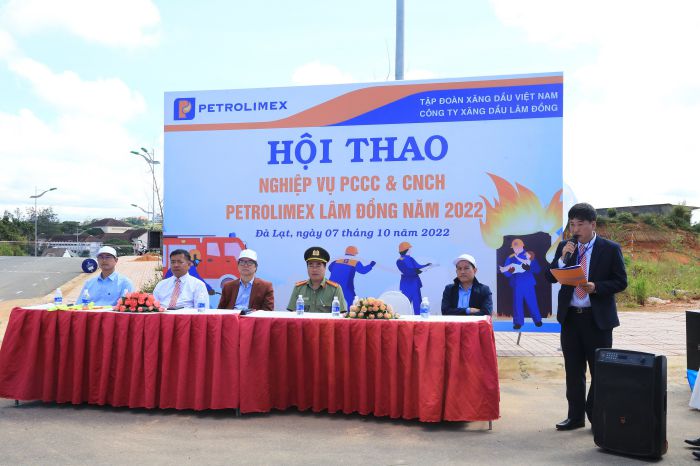 PETROLIMEX
TẬP ĐOÀN XĂNG DẦU VIỆT NAM
CÔNG TY XĂNG DẦU LÂM ĐỒNG
HỘI THAO
NGHIỆP VỤ PCCC & CNCH
PETROLIMEX LÂM ĐỒNG NĂM 2022
Đà Lạt, ngày 07 tháng 10 năm 2022